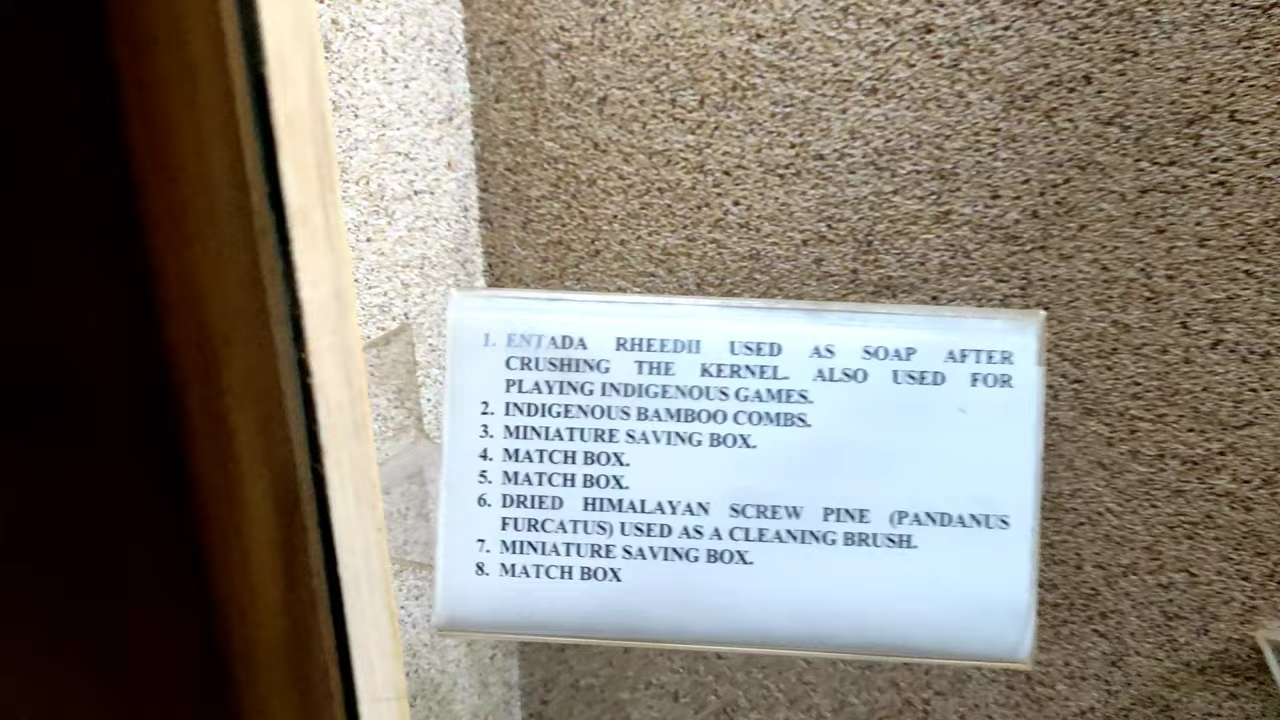 1. ENTADA RHEEDII USED AS SOAP AFTER
CRUSHING THE KERNEL. ALSO USED FOR
PLAYING INDIGENOUS GAMES.
2. INDIGENOUS BAMBOO COMBS.
3. MINIATURE SAVING BOX.
4. MATCH BOX.
5. MATCH BOX.
6. DRIED HIMALAYAN SCREW PINE (PANDANUS
FURCATUS) USED AS A CLEANING BRUSH.
7. MINIATURE SAVING BOX.
8. MATCH BOX